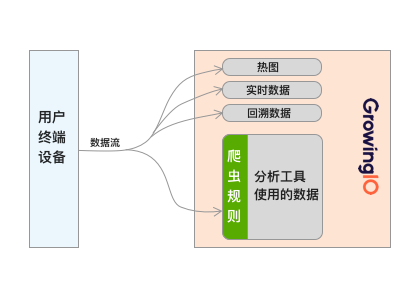 用户
终端
设备
数据流
热图
实时数据
回溯数据
爬
虫
规
则
分析工具
使用的数据
GrowingIO